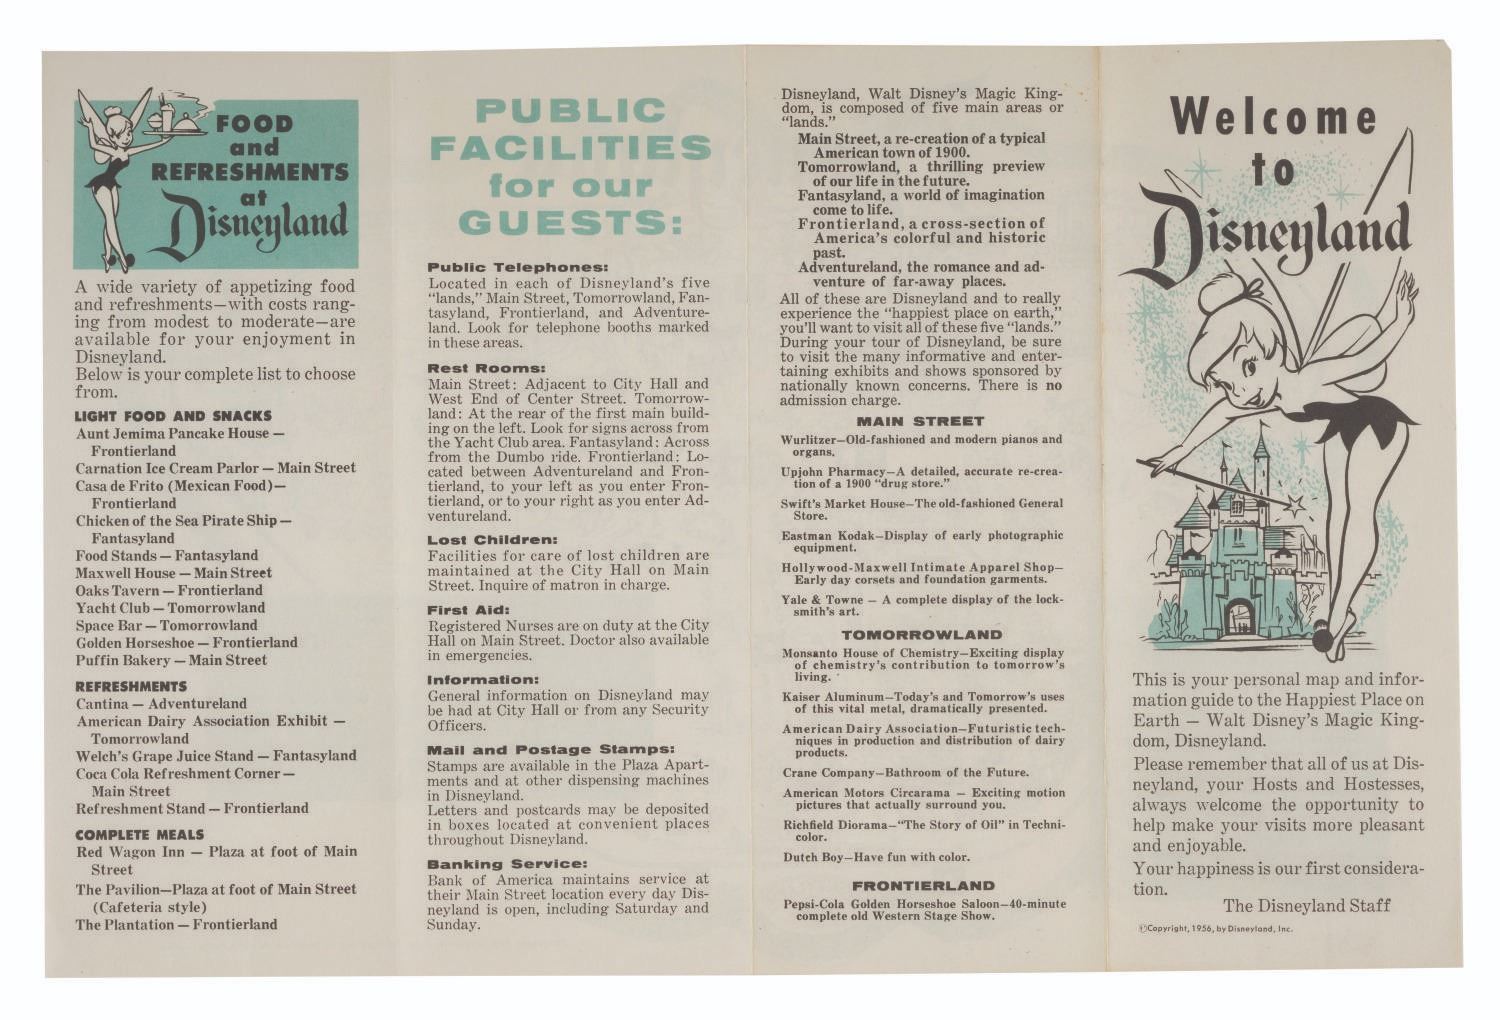 FOOD
and
REFRESHMENTS
at
Disneyland
A wide variety of appetizing food
and refreshments—with costs rang-
ing from modest to moderate—are
available for your enjoyment in
Disneyland.
Below is your complete list to choose
from.
LIGHT FOOD AND SNACKS
Aunt Jemima Pancake House —
Frontierland
Carnation Ice Cream Parlor — Main Street
Casa de Frito (Mexican Food)—
Frontierland
Chicken of the Sea Pirate Ship —
Fantasyland
Food Stands — Fantasyland
Maxwell House — Main Street
Oaks Tavern — Frontierland
Yacht Club — Tomorrowland
Space Bar — Tomorrowland
Golden Horseshoe — Frontierland
Puffin Bakery — Main Street
REFRESHMENTS
Cantina — Adventureland
American Dairy Association Exhibit —
Tomorrowland
Welch's Grape Juice Stand — Fantasyland
Coca Cola Refreshment Corner —
Main Street
Refreshment Stand — Frontierland
COMPLETE MEALS
Red Wagon Inn — Plaza at foot of Main
Street
The Pavilion—Plaza at foot of Main Street
(Cafeteria style)
The Plantation — Frontierland
PUBLIC
FACILITIES
for our
GUESTS:
Public Telephones:
Located in each of Disneyland's five
"lands," Main Street, Tomorrowland, Fan-
tasyland, Frontierland, and Adventure-
land. Look for telephone booths marked
in these areas.
Rest Rooms:
Main Street: Adjacent to City Hall and
West End of Center Street. Tomorrow-
land: At the rear of the first main build-
ing on the left. Look for signs across from
the Yacht Club area. Fantasyland: Across
from the Dumbo ride. Frontierland: Lo-
cated between Adventureland and Fron-
tierland, to your left as you enter Fron-
tierland, or to your right as you enter Ad-
ventureland.
Lost Children:
Facilities for care of lost children are
maintained at the City Hall on Main
Street. Inquire of matron in charge.
First Aid:
Registered Nurses are on duty at the City
Hall on Main Street. Doctor also available
in emergencies.
Information:
General information on Disneyland may
be had at City Hall or from any Security
Officers.
Mail and Postage Stamps:
Stamps are available in the Plaza Apart-
ments and at other dispensing machines
in Disneyland.
Letters and postcards may be deposited
in boxes located at convenient places
throughout Disneyland.
Banking Service:
Bank of America maintains service at
their Main Street location every day Dis-
neyland is open, including Saturday and
Sunday.
Disneyland, Walt Disney's Magic King-
dom, is composed of five main areas or
"lands."
Main Street, a re-creation of a typical
American town of 1900.
Tomorrowland, a thrilling preview
of our life in the future.
Fantasyland, a world of imagination
come to life.
Frontierland, a cross-section of
America's colorful and historic
past.
Adventureland, the romance and ad-
venture of far-away places.
All of these are Disneyland and to really
experience the "happiest place on earth,"
you'll want to visit all of these five "lands."
During your tour of Disneyland, be sure
to visit the many informative and enter-
taining exhibits and shows sponsored by
nationally known concerns. There is no
admission charge.
MAIN STREET
Wurlitzer—Old-fashioned and modern pianos and
organs.
Upjohn Pharmacy—A detailed, accurate re-crea-
tion of a 1900 "drug store."
Swift's Market House—The old-fashioned General
Store.
Eastman Kodak—Display of early photographic
equipment.
Hollywood-Maxwell Intimate Apparel Shop—
Early day corsets and foundation garments.
Yale & Towne — A complete display of the lock-
smith's art.
TOMORROWLAND
Monsanto House of Chemistry—Exciting display
of chemistry's contribution to tomorrow's
living.
Kaiser Aluminum—Today's and Tomorrow's uses
of this vital metal, dramatically presented.
American Dairy Association—Futuristic tech-
niques in production and distribution of dairy
products.
Crane Company—Bathroom of the Future.
American Motors Circarama — Exciting motion
pictures that actually surround you.
Richfield Diorama—"The Story of Oil" in Techni-
color.
Dutch Boy—Have fun with color.
FRONTIERLAND
Pepsi-Cola Golden Horseshoe Saloon—40-minute
complete old Western Stage Show.
Welcome
to
Disneyland
This is your personal map and infor-
mation guide to the Happiest Place on
Earth — Walt Disney's Magic King-
dom, Disneyland.
Please remember that all of us at Dis-
neyland, your Hosts and Hostesses,
always welcome the opportunity to
help make your visits more pleasant
and enjoyable.
Your happiness is our first considera-
tion.
The Disneyland Staff
©Copyright, 1956, by Disneyland, Inc.